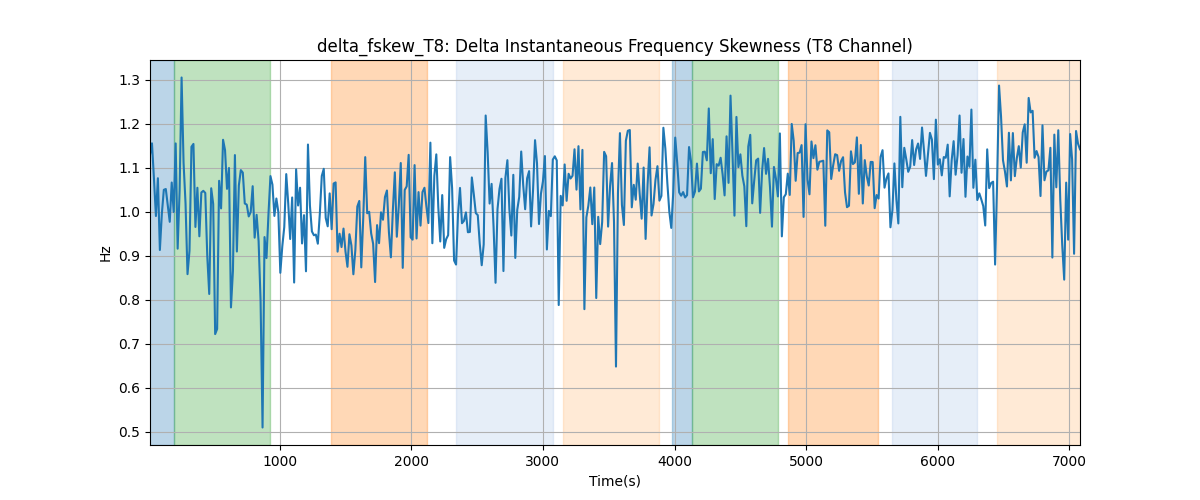 delta_fskew_T8: Delta Instantaneous Frequency Skewness (T8 Channel)
1.3
1.2
1.1
1.0
0.9
0.8
0.7
0.6
0.5
Hz
1000 2000 3000 4000 5000 6000 7000
Time(s)